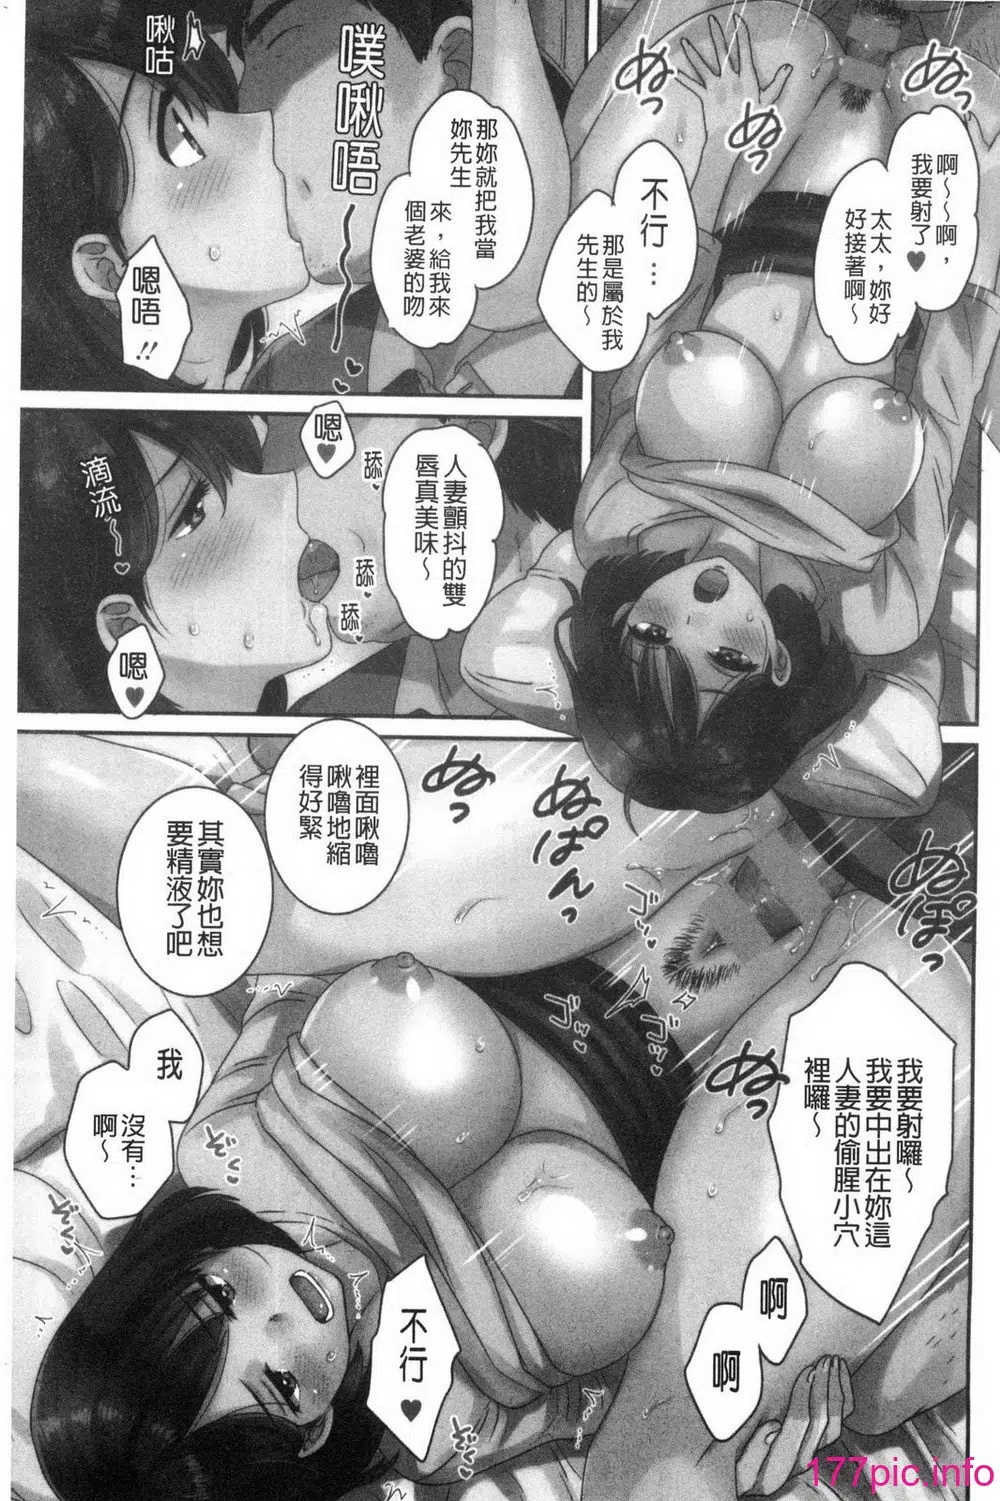 啊～～啊，
我要射了♥
太太，妳好
好接著啊～
ぬっ
ぬっ
不行…
那是屬於我
先生的～
那妳就把我當
妳先生
來，給我來
個老婆的吻
噗啾唔～
啾咕
嗯唔!!
人妻顫抖的雙
唇真美味～
嗯♥
舔
舔
舔
滴流～
嗯♥
ぬぱっ
ぬっ
我要射囉～
我要中出在妳這
人妻的偷腥小穴
裡囉～
ぬぱんっ
ぬっ
ゴゴ
ゴゴ
裡面啾嚕
啾嚕地縮
得好緊
其實妳也想
要精液了吧
我
沒有…
啊～
不行♥
啊
啊
177pic.info